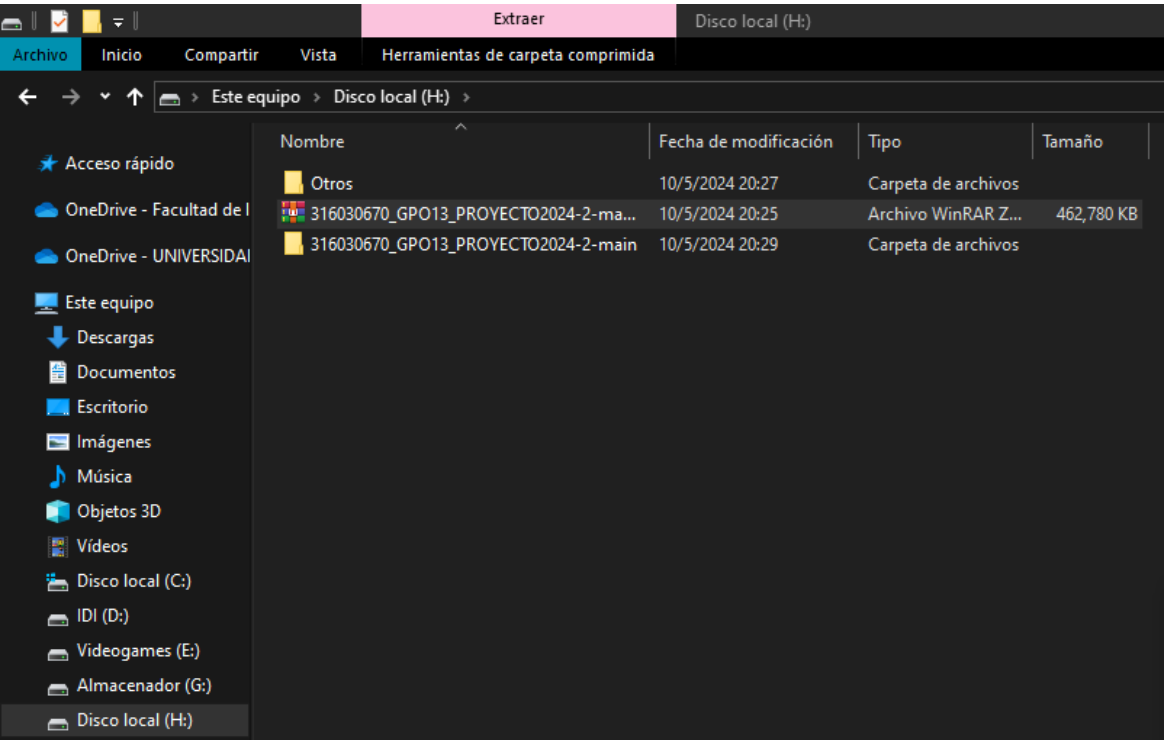 Extraer
Disco local (H:)
Archivo Inicio Compartir Vista Herramientas de carpeta comprimida
Este equipo > Disco local (H:) >
Nombre Fecha de modificación Tipo Tamaño
Otros 10/5/2024 20:27 Carpeta de archivos
316030670_GPO13_PROYECTO2024-2-ma... 10/5/2024 20:25 Archivo WinRAR Z... 462,780 KB
316030670_GPO13_PROYECTO2024-2-main 10/5/2024 20:29 Carpeta de archivos
Acceso rápido
OneDrive - Facultad de I
OneDrive - UNIVERSIDAI
Este equipo
Descargas
Documentos
Escritorio
Imágenes
Música
Objetos 3D
Vídeos
Disco local (C:)
IDI (D:)
Videogames (E:)
Almacenador (G:)
Disco local (H:)